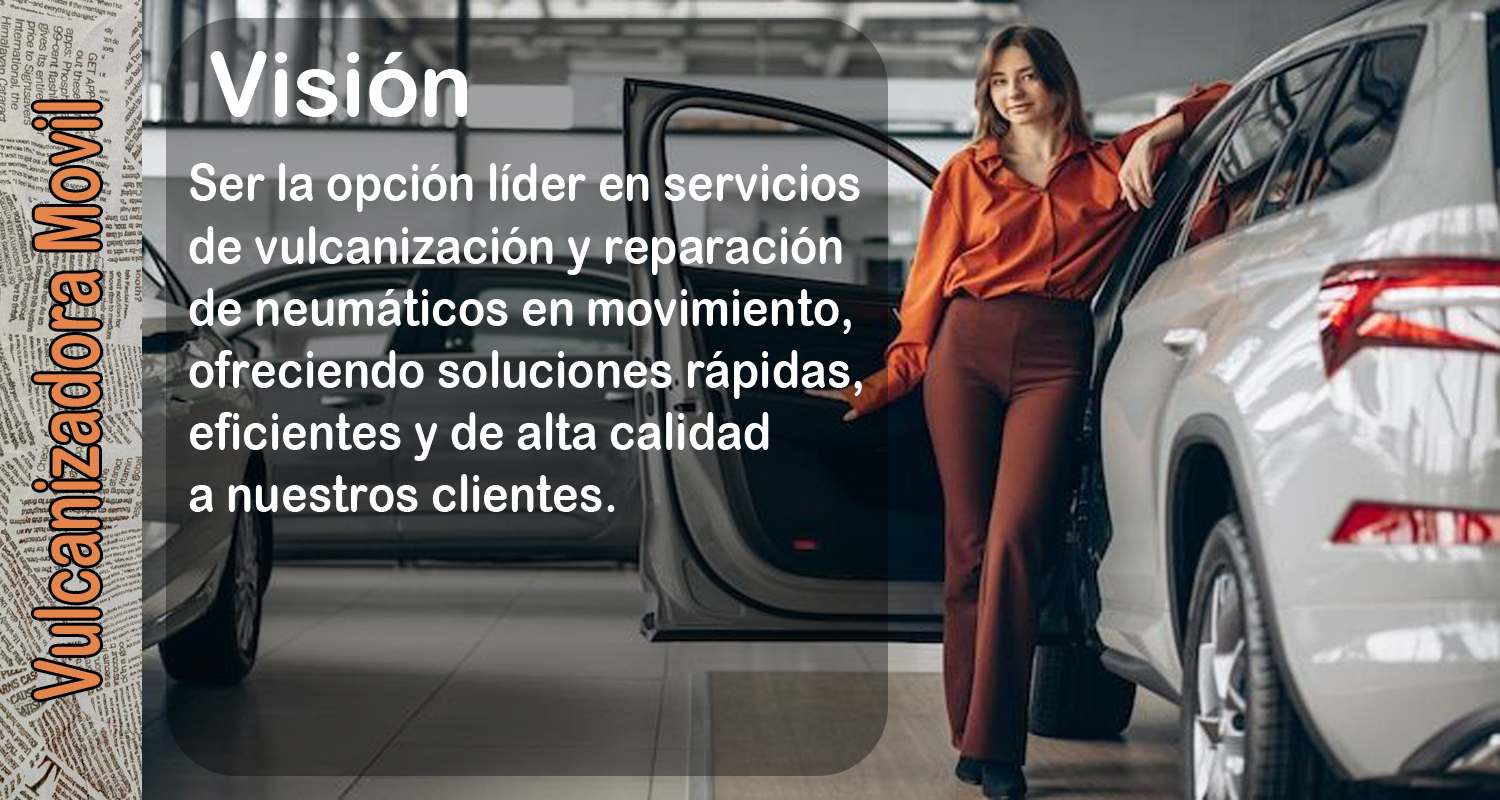 Vulcanizadora Movil
Visión
Ser la opción líder en servicios
de vulcanización y reparación
de neumáticos en movimiento,
ofreciendo soluciones rápidas,
eficientes y de alta calidad
a nuestros clientes.